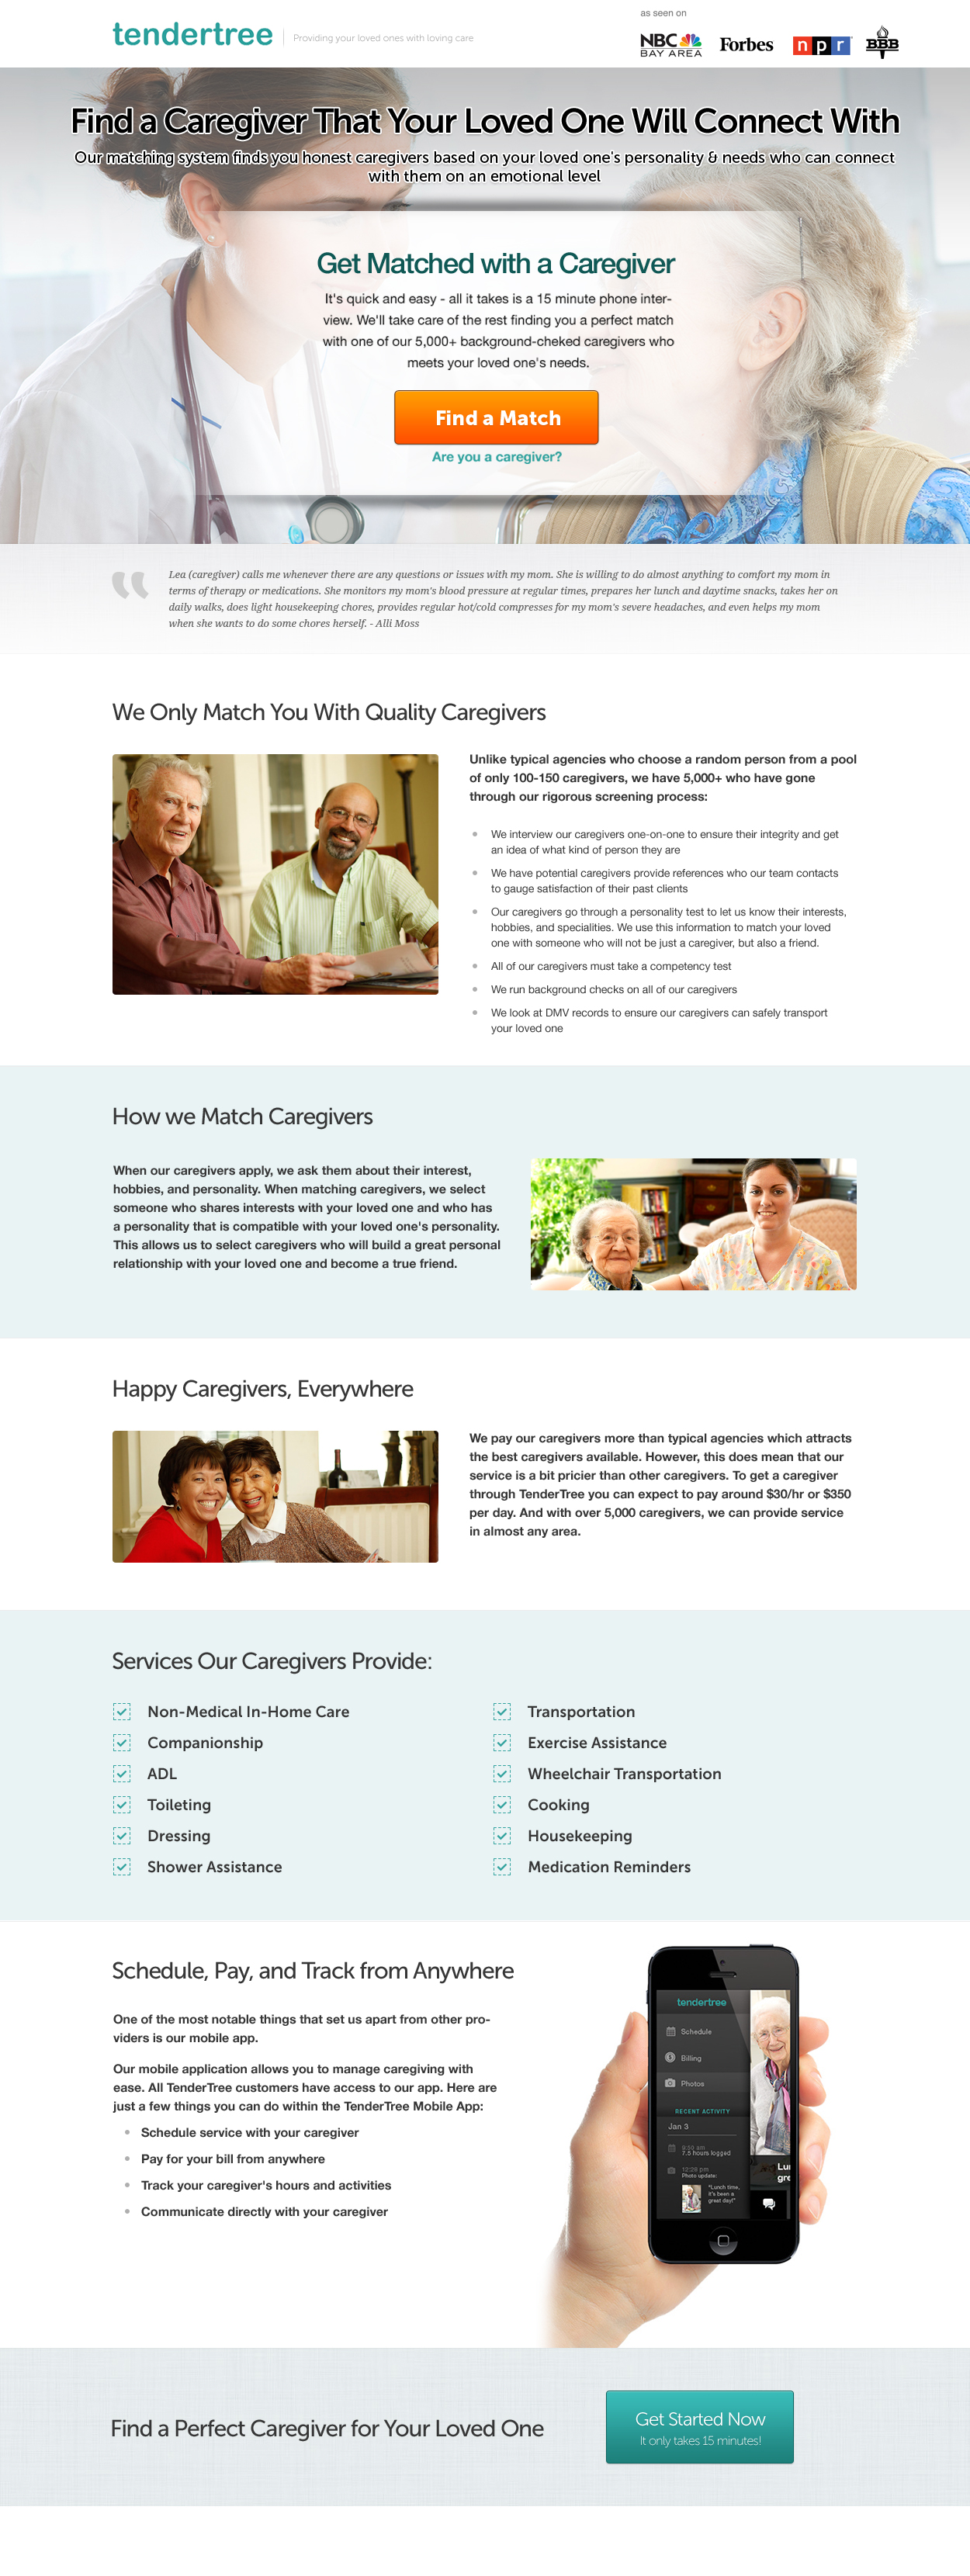 tendertree
Providing your loved ones with loving care
as seen on
NBC
BAY AREA
Forbes
npr
BBB
Find a Caregiver That Your Loved One Will Connect With
Our matching system finds you honest caregivers based on your loved one's personality & needs who can connect
with them on an emotional level
Get Matched with a Caregiver
It's quick and easy - all it takes is a 15 minute phone inter-
view. We'll take care of the rest finding you a perfect match
with one of our 5,000+ background-cheked caregivers who
meets your loved one's needs.
Find a Match
Are you a caregiver?
Lea (caregiver) calls me whenever there are any questions or issues with my mom. She is willing to do almost anything to comfort my mom in
terms of therapy or medications. She monitors my mom's blood pressure at regular times, prepares her lunch and daytime snacks, takes her on
daily walks, does light housekeeping chores, provides regular hot/cold compresses for my mom's severe headaches, and even helps my mom
when she wants to do some chores herself. - Alli Moss
We Only Match You With Quality Caregivers
Unlike typical agencies who choose a random person from a pool
of only 100-150 caregivers, we have 5,000+ who have gone
through our rigorous screening process:
We interview our caregivers one-on-one to ensure their integrity and get
an idea of what kind of person they are
We have potential caregivers provide references who our team contacts
to gauge satisfaction of their past clients
Our caregivers go through a personality test to let us know their interests,
hobbies, and specialities. We use this information to match your loved
one with someone who will not be just a caregiver, but also a friend.
All of our caregivers must take a competency test
We run background checks on all of our caregivers
We look at DMV records to ensure our caregivers can safely transport
your loved one
How we Match Caregivers
When our caregivers apply, we ask them about their interest,
hobbies, and personality. When matching caregivers, we select
someone who shares interests with your loved one and who has
a personality that is compatible with your loved one's personality.
This allows us to select caregivers who will build a great personal
relationship with your loved one and become a true friend.
Happy Caregivers, Everywhere
We pay our caregivers more than typical agencies which attracts
the best caregivers available. However, this does mean that our
service is a bit pricier than other caregivers. To get a caregiver
through TenderTree you can expect to pay around $30/hr or $350
per day. And with over 5,000 caregivers, we can provide service
in almost any area.
Services Our Caregivers Provide:
Non-Medical In-Home Care
Companionship
ADL
Toileting
Dressing
Shower Assistance
Transportation
Exercise Assistance
Wheelchair Transportation
Cooking
Housekeeping
Medication Reminders
Schedule, Pay, and Track from Anywhere
One of the most notable things that set us apart from other pro-
viders is our mobile app.
Our mobile application allows you to manage caregiving with
ease. All TenderTree customers have access to our app. Here are
just a few things you can do within the TenderTree Mobile App:
Schedule service with your caregiver
Pay for your bill from anywhere
Track your caregiver's hours and activities
Communicate directly with your caregiver
tendertree
Schedule
Billing
Photos
RECENT ACTIVITY
Jan 3
9:59 am
7.5 hours logged
12:28 pm
Photo update:
"Lunch time,
it's been a
great day!"
Lu
gre
Find a Perfect Caregiver for Your Loved One
Get Started Now
It only takes 15 minutes!